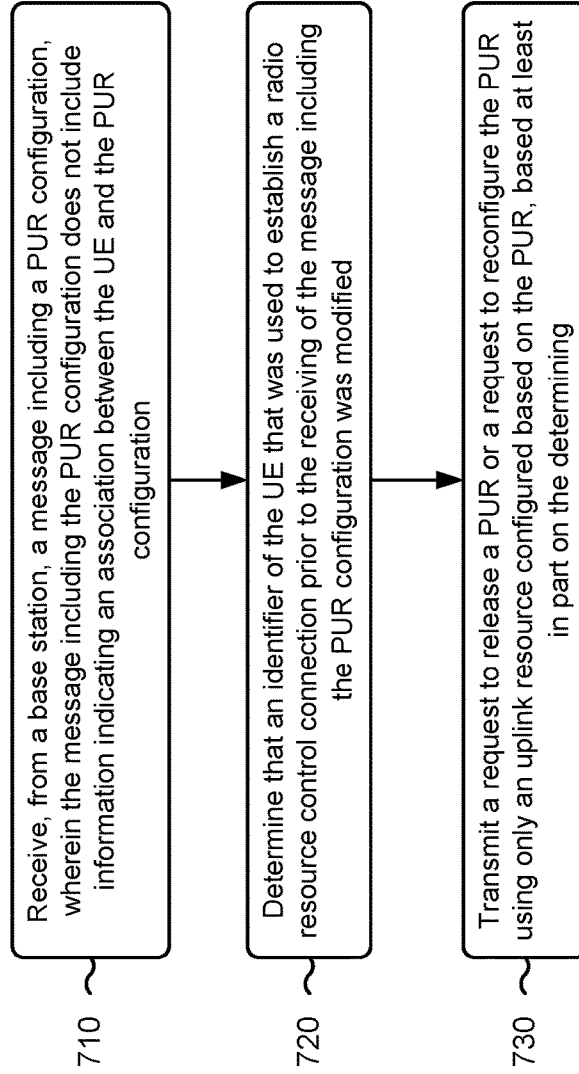 710
Receive, from a base station, a message including a PUR configuration,
wherein the message including the PUR configuration does not include
information indicating an association between the UE and the PUR
configuration
720
Determine that an identifier of the UE that was used to establish a radio
resource control connection prior to the receiving of the message including
the PUR configuration was modified
730
Transmit a request to release a PUR or a request to reconfigure the PUR
using only an uplink resource configured based on the PUR, based at least
in part on the determining